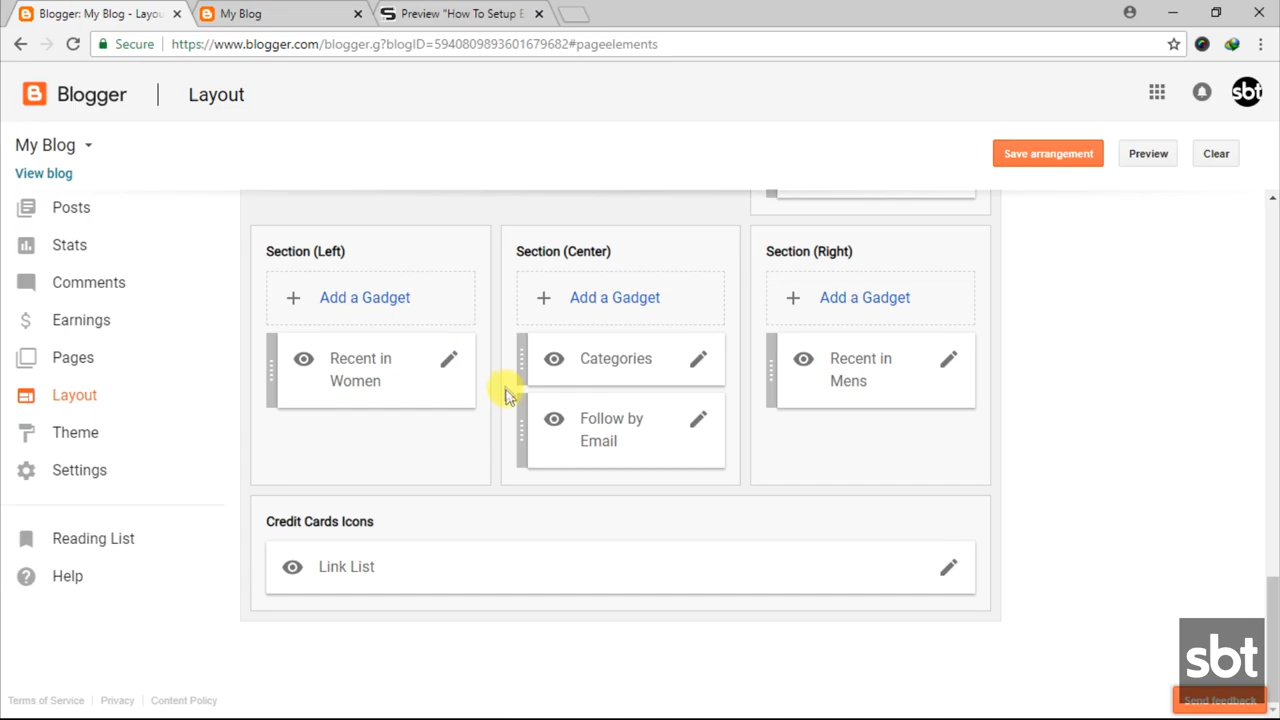 Blogger: My Blog - Layou
My Blog
Preview "How To Setup E
Secure
https://www.blogger.com/blogger.g?blogID=5940809893601679682#pageelements
Blogger
Layout
sbt
My Blog
View blog
Save arrangement
Preview
Clear
Posts
Stats
Comments
Earnings
Pages
Layout
Theme
Settings
Reading List
Help
Section (Left)
Add a Gadget
Recent in
Women
Section (Center)
Add a Gadget
Categories
Follow by
Email
Section (Right)
Add a Gadget
Recent in
Mens
Credit Cards Icons
Link List
sbt
Send feedback
Terms of Service
Privacy
Content Policy